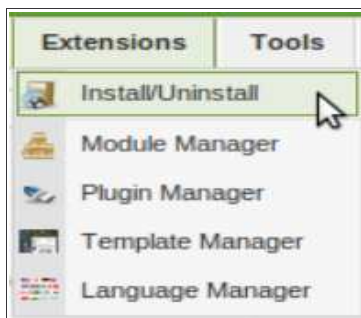 Extensions Tools
Install/Uninstall
Module Manager
Plugin Manager
Template Manager
Language Manager